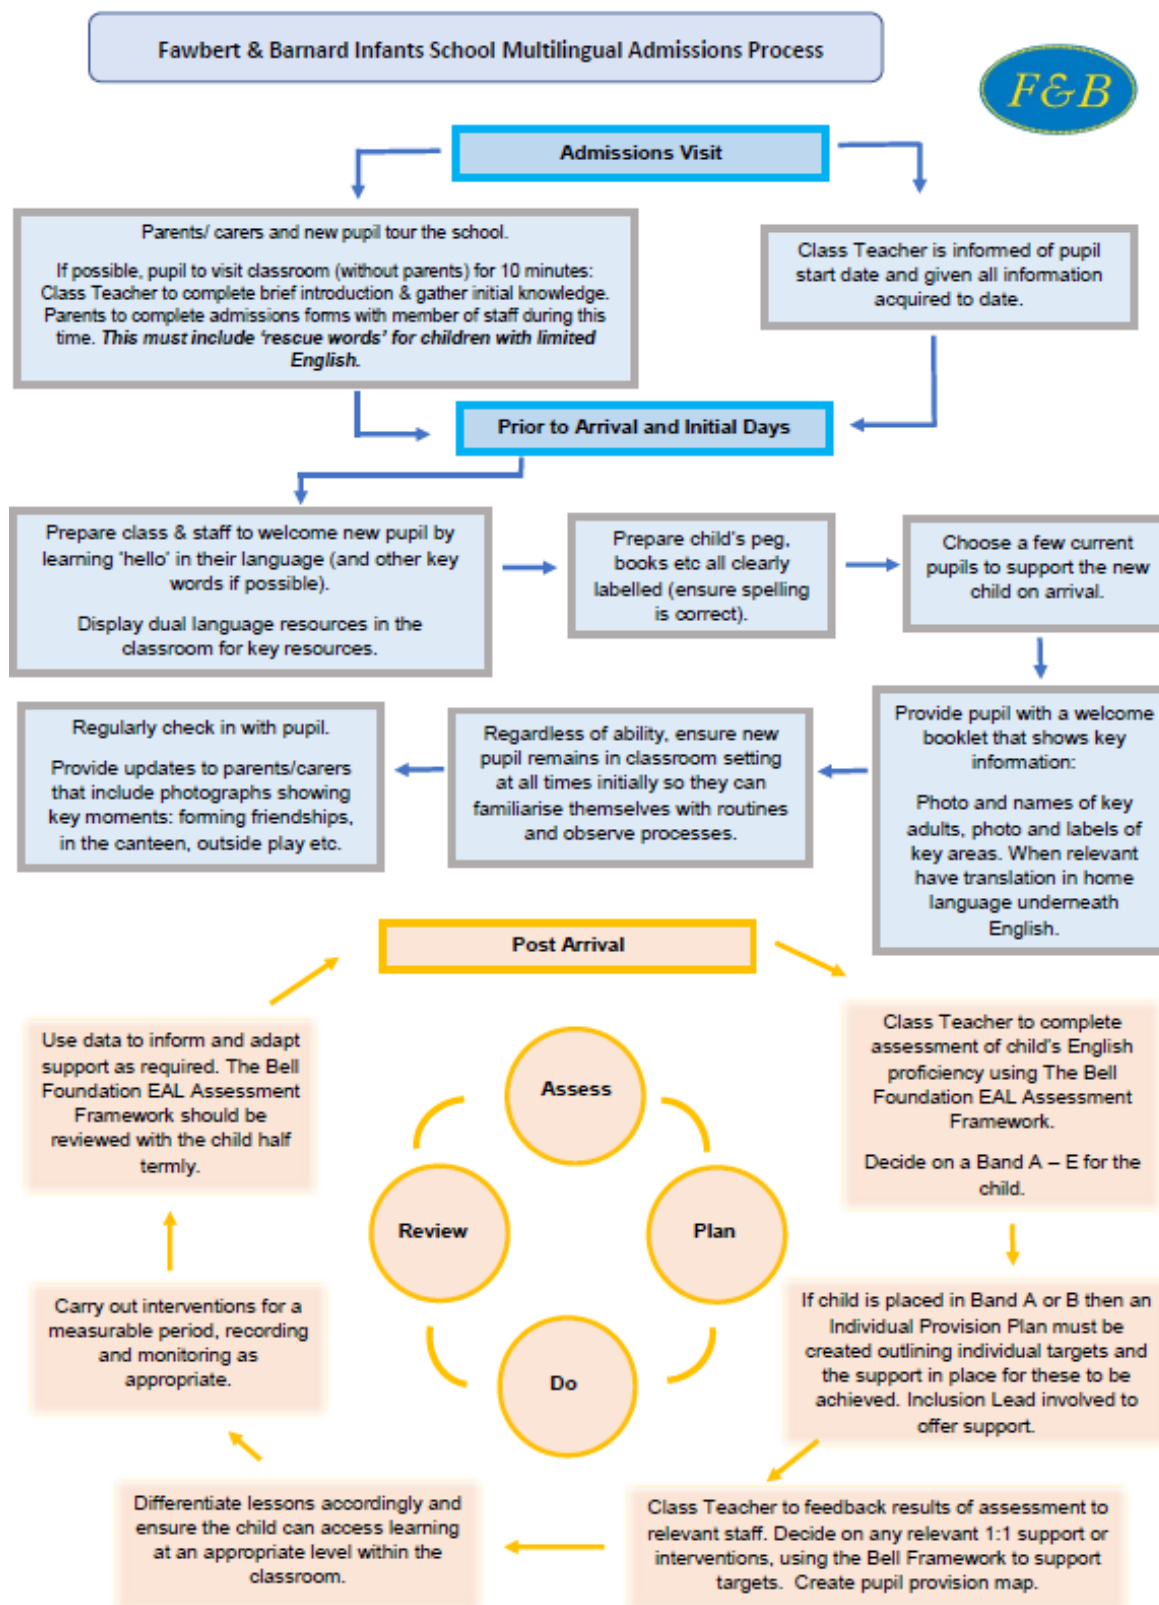 Fawbert & Barnard Infants School Multilingual Admissions Process
F&B
Admissions Visit
Parents/ carers and new pupil tour the school.
If possible, pupil to visit classroom (without parents) for 10 minutes:
Class Teacher to complete brief introduction & gather initial knowledge.
Parents to complete admissions forms with member of staff during this
time. This must include ‘rescue words’ for children with limited
English.
Class Teacher is informed of pupil
start date and given all information
acquired to date.
Prior to Arrival and Initial Days
Prepare class & staff to welcome new pupil by
learning ‘hello’ in their language (and other key
words if possible).
Display dual language resources in the
classroom for key resources.
Prepare child’s peg,
books etc all clearly
labelled (ensure spelling
is correct).
Choose a few current
pupils to support the new
child on arrival.
Provide pupil with a welcome
booklet that shows key
information:
Photo and names of key
adults, photo and labels of
key areas. When relevant
have translation in home
language underneath
English.
Regardless of ability, ensure new
pupil remains in classroom setting
at all times initially so they can
familiarise themselves with routines
and observe processes.
Regularly check in with pupil.
Provide updates to parents/carers
that include photographs showing
key moments: forming friendships,
in the canteen, outside play etc.
Post Arrival
Class Teacher to complete
assessment of child’s English
proficiency using The Bell
Foundation EAL Assessment
Framework.
Decide on a Band A – E for the
child.
If child is placed in Band A or B then an
Individual Provision Plan must be
created outlining individual targets and
the support in place for these to be
achieved. Inclusion Lead involved to
offer support.
Class Teacher to feedback results of assessment to
relevant staff. Decide on any relevant 1:1 support or
interventions, using the Bell Framework to support
targets. Create pupil provision map.
Differentiate lessons accordingly and
ensure the child can access learning
at an appropriate level within the
classroom.
Carry out interventions for a
measurable period, recording
and monitoring as
appropriate.
Use data to inform and adapt
support as required. The Bell
Foundation EAL Assessment
Framework should be
reviewed with the child half
termly.
Assess
Plan
Do
Review